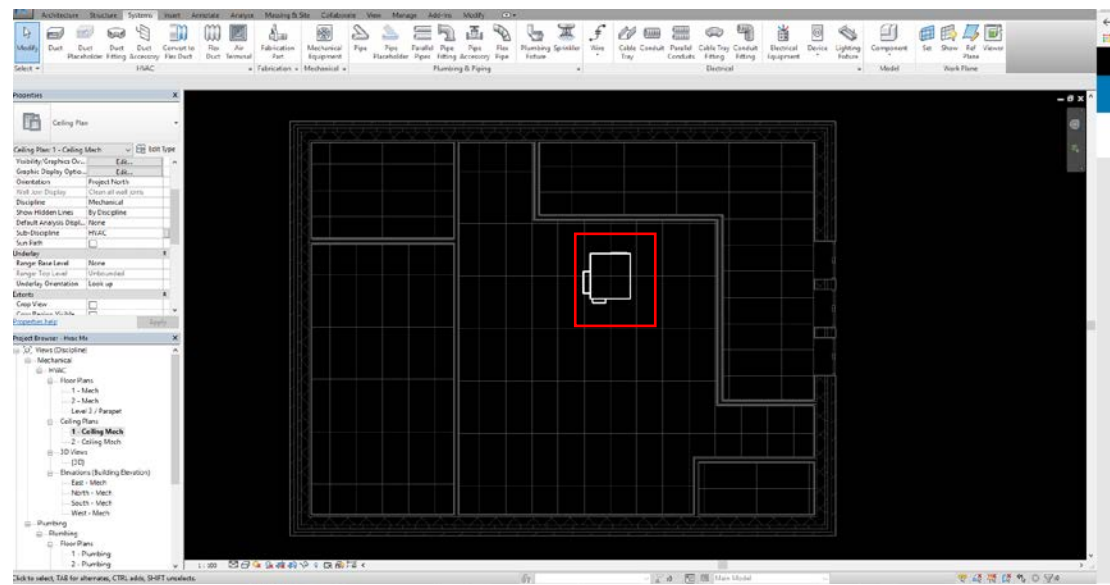 Architecture Structure Systems Insert Annotate Analyze Massing & Site Collaborate View Manage Add-Ins Modify
Modify Duct Duct Placeholder Duct Fitting Duct Accessory Convert to Flex Duct Flex Duct Air Terminal Fabrication Part Mechanical Equipment Pipe Pipe Placeholder Parallel Pipes Pipe Fitting Pipe Accessory Flex Pipe Plumbing Fixture Sprinkler Wire Cable Tray Conduit Parallel Conduits Cable Tray Fitting Conduit Fitting Electrical Equipment Device Lighting Fixture Component Set Show Ref Plane Viewer
Select HVAC Fabrication Mechanical Plumbing & Piping Electrical Model Work Plane
Properties X
Ceiling Plan
Ceiling Plan: 1 - Ceiling Mech Edit Type
Visibility/Graphics Ov... Edit...
Graphic Display Optio... Edit...
Orientation Project North
Wall Join Display Clean all wall joins
Discipline Mechanical
Show Hidden Lines By Discipline
Default Analysis Displ... None
Sub-Discipline HVAC
Sun Path
Underlay
Range: Base Level None
Range: Top Level Unbounded
Underlay Orientation Look up
Extents
Crop View
Crop Region Visible
Properties help Apply
Project Browser - X
Views (Discipline)
Mechanical
HVAC
Floor Plans
1 - Mech
2 - Mech
Level 3 / Parapet
Ceiling Plans
1 - Ceiling Mech
2 - Ceiling Mech
3D Views
{3D}
Elevations (Building Elevation)
East - Mech
North - Mech
South - Mech
West - Mech
Plumbing
Plumbing
Floor Plans
1 - Plumbing
2 - Plumbing
1 : 100
Click to select, TAB for alternates, CTRL adds, SHIFT unselects. Main Model